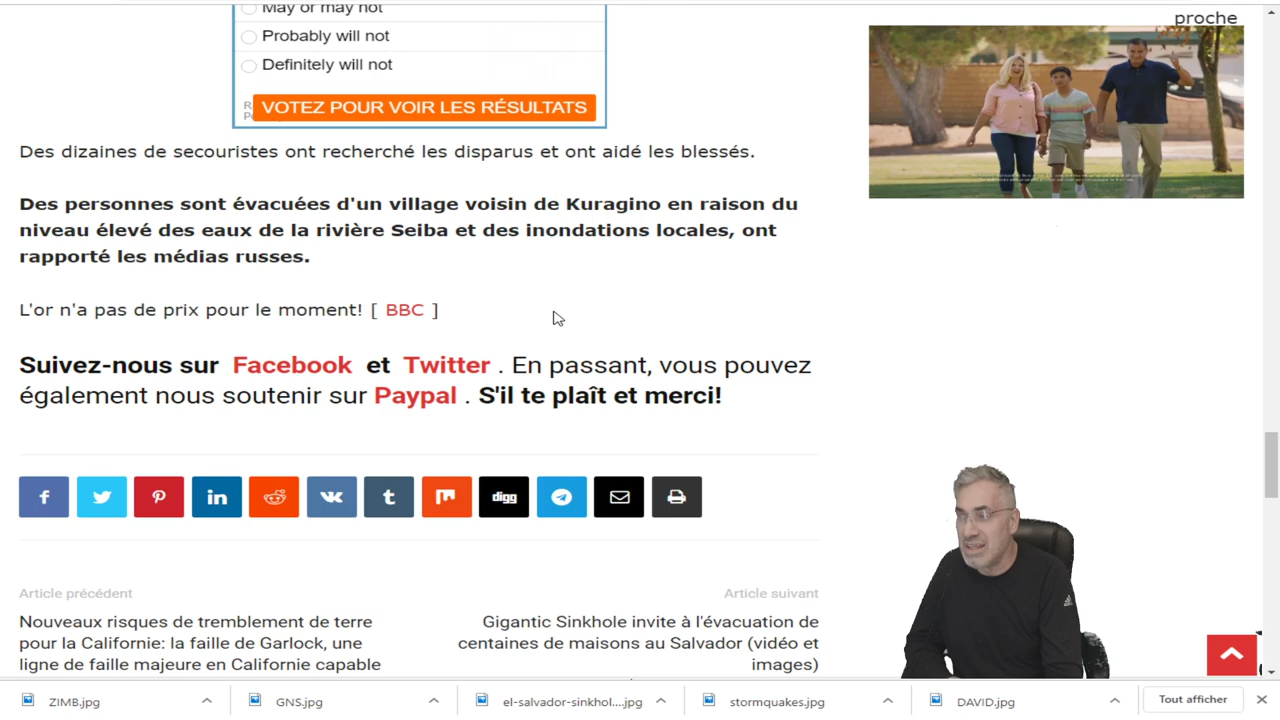 May or may not
Probably will not
Definitely will not
VOTEZ POUR VOIR LES RÉSULTATS
proche
Des dizaines de secouristes ont recherché les disparus et ont aidé les blessés.
Des personnes sont évacuées d'un village voisin de Kuragino en raison du
niveau élevé des eaux de la rivière Seiba et des inondations locales, ont
rapporté les médias russes.
L'or n'a pas de prix pour le moment! [ BBC ]
Suivez-nous sur Facebook et Twitter . En passant, vous pouvez
également nous soutenir sur Paypal . S'il te plaît et merci!
digg
Article précédent
Nouveaux risques de tremblement de terre
pour la Californie: la faille de Garlock, une
ligne de faille majeure en Californie capable
Article suivant
Gigantic Sinkhole invite à l'évacuation de
centaines de maisons au Salvador (vidéo et
images)
ZIMB.jpg
GNS.jpg
el-salvador-sinkhol....jpg
stormquakes.jpg
DAVID.jpg
Tout afficher